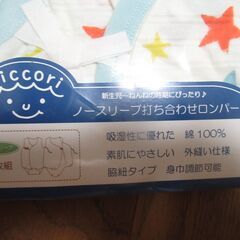 iccori
新生児〜ねんねの時期にぴったり♪
ノースリーブ打ち合わせロンパー
吸湿性に優れた 綿100%
素肌にやさしい 外縫い仕様
脇紐タイプ 身巾調節可能
枚組